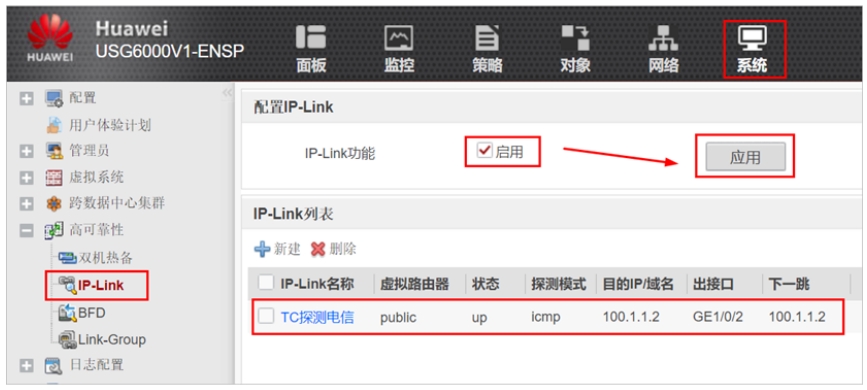 HUAWEI
Huawei
USG6000V1-ENSP
面板 监控 策略 对象 网络 系统
配置
用户体验计划
管理员
虚拟系统
跨数据中心集群
高可靠性
双机热备
IP-Link
BFD
Link-Group
日志配置
配置IP-Link
IP-Link功能 启用 应用
IP-Link列表
新建 删除
IP-Link名称 虚拟路由器 状态 探测模式 目的IP/域名 出接口 下一跳
TC探测电信 public up icmp 100.1.1.2 GE1/0/2 100.1.1.2